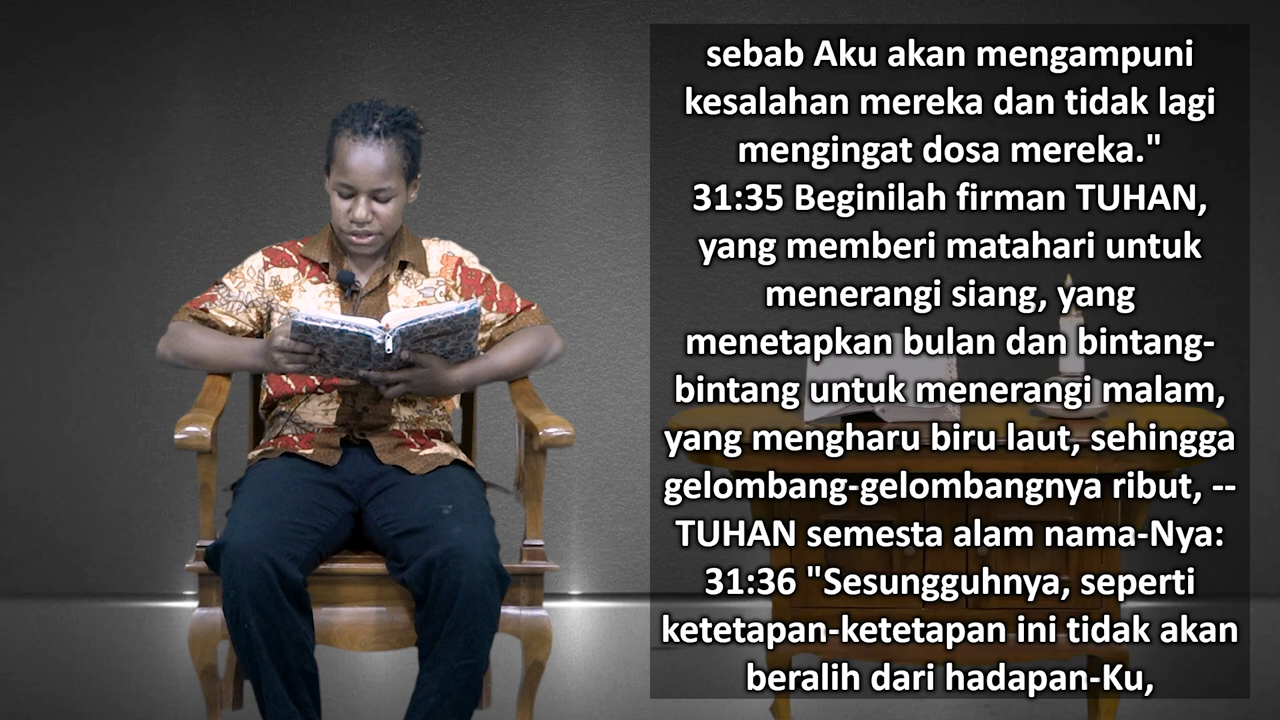 sebab Aku akan mengampuni
kesalahan mereka dan tidak lagi
mengingat dosa mereka."
31:35 Beginilah firman TUHAN,
yang memberi matahari untuk
menerangi siang, yang
menetapkan bulan dan bintang-
bintang untuk menerangi malam,
yang mengharu biru laut, sehingga
gelombang-gelombangnya ribut, --
TUHAN semesta alam nama-Nya:
31:36 "Sesungguhnya, seperti
ketetapan-ketetapan ini tidak akan
beralih dari hadapan-Ku,